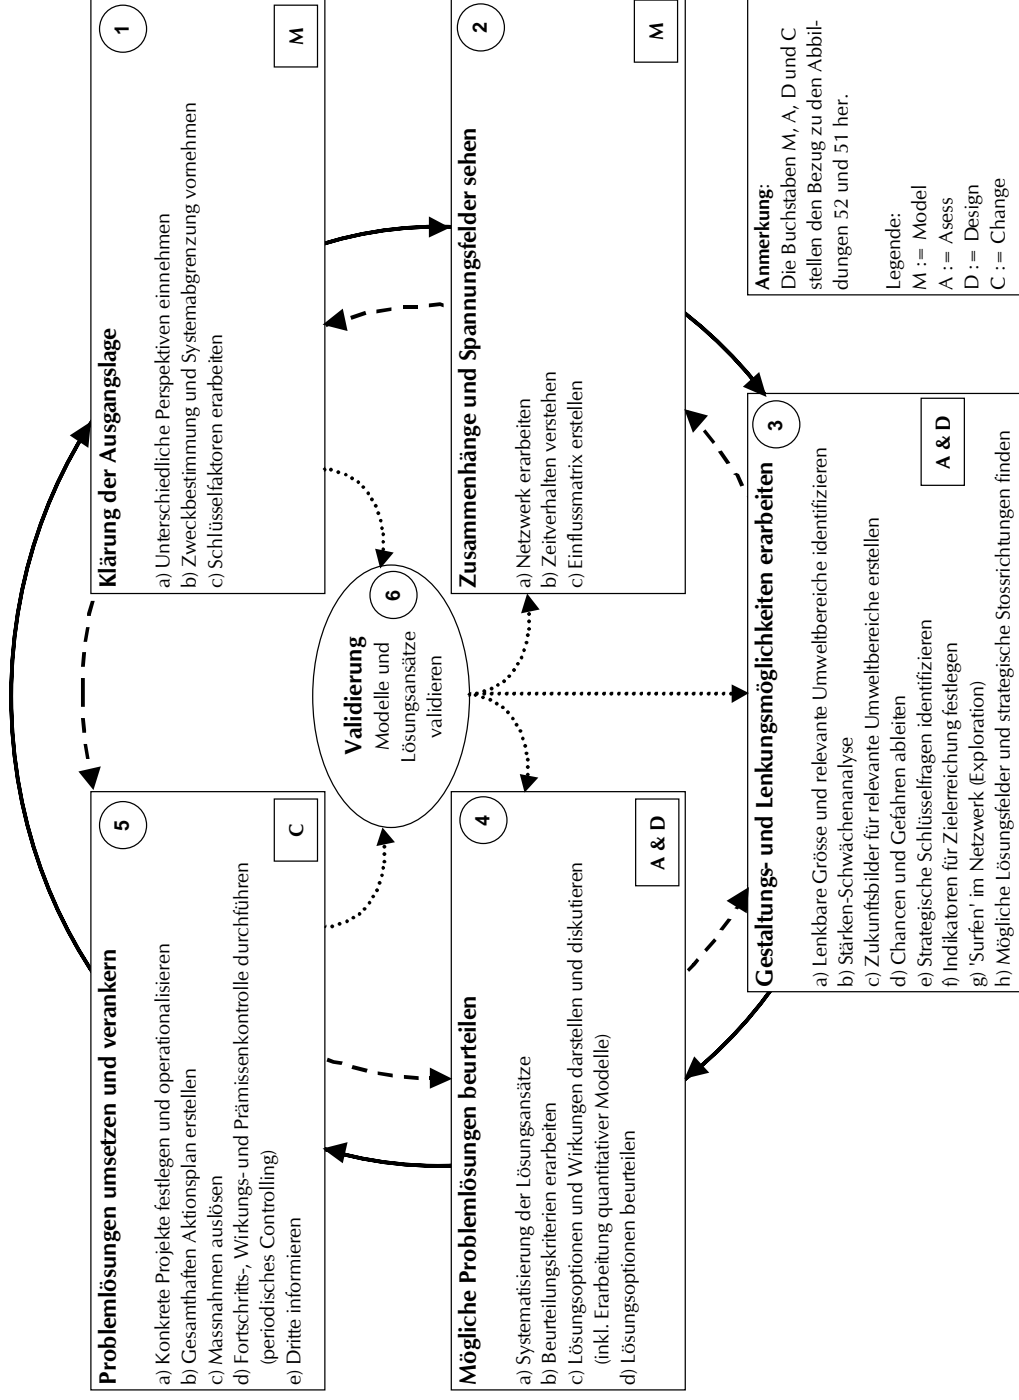 1
Klärung der Ausgangslage
a) Unterschiedliche Perspektiven einnehmen
b) Zweckbestimmung und Systemabgrenzung vornehmen
c) Schlüsselfaktoren erarbeiten
M
2
Zusammenhänge und Spannungsfelder sehen
a) Netzwerk erarbeiten
b) Zeitverhalten verstehen
c) Einflussmatrix erstellen
M
3
Gestaltungs- und Lenkungsmöglichkeiten erarbeiten
a) Lenkbare Grösse und relevante Umweltbereiche identifizieren
b) Stärken-Schwächenanalyse
c) Zukunftsbilder für relevante Umweltbereiche erstellen
d) Chancen und Gefahren ableiten
e) Strategische Schlüsselfragen identifizieren
f) Indikatoren für Zielerreichung festlegen
g) 'Surfen' im Netzwerk (Exploration)
h) Mögliche Lösungsfelder und strategische Stossrichtungen finden
A & D
4
Mögliche Problemlösungen beurteilen
a) Systematisierung der Lösungsansätze
b) Beurteilungskriterien erarbeiten
c) Lösungsoptionen und Wirkungen darstellen und diskutieren
(inkl. Erarbeitung quantitativer Modelle)
d) Lösungsoptionen beurteilen
A & D
5
Problemlösungen umsetzen und verankern
a) Konkrete Projekte festlegen und operationalisieren
b) Gesamthaften Aktionsplan erstellen
c) Massnahmen auslösen
d) Fortschritts-, Wirkungs- und Prämissenkontrolle durchführen
(periodisches Controlling)
e) Dritte informieren
C
6
Validierung
Modelle und
Lösungsansätze
validieren
Anmerkung:
Die Buchstaben M, A, D und C
stellen den Bezug zu den Abbil-
dungen 52 und 51 her.
Legende:
M := Model
A := Asess
D := Design
C := Change